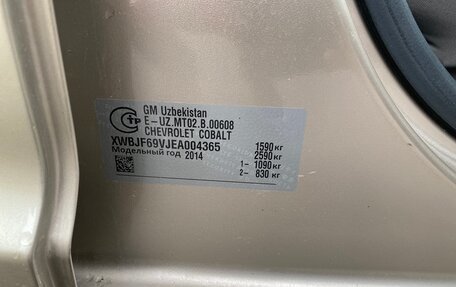 GM Uzbekistan
E-UZ.MT02.B.00608
CHEVROLET COBALT
XWBJF69VJEA004365
Модельный год 2014
1590 кг
2590 кг
1- 1090 кг
2- 830 кг